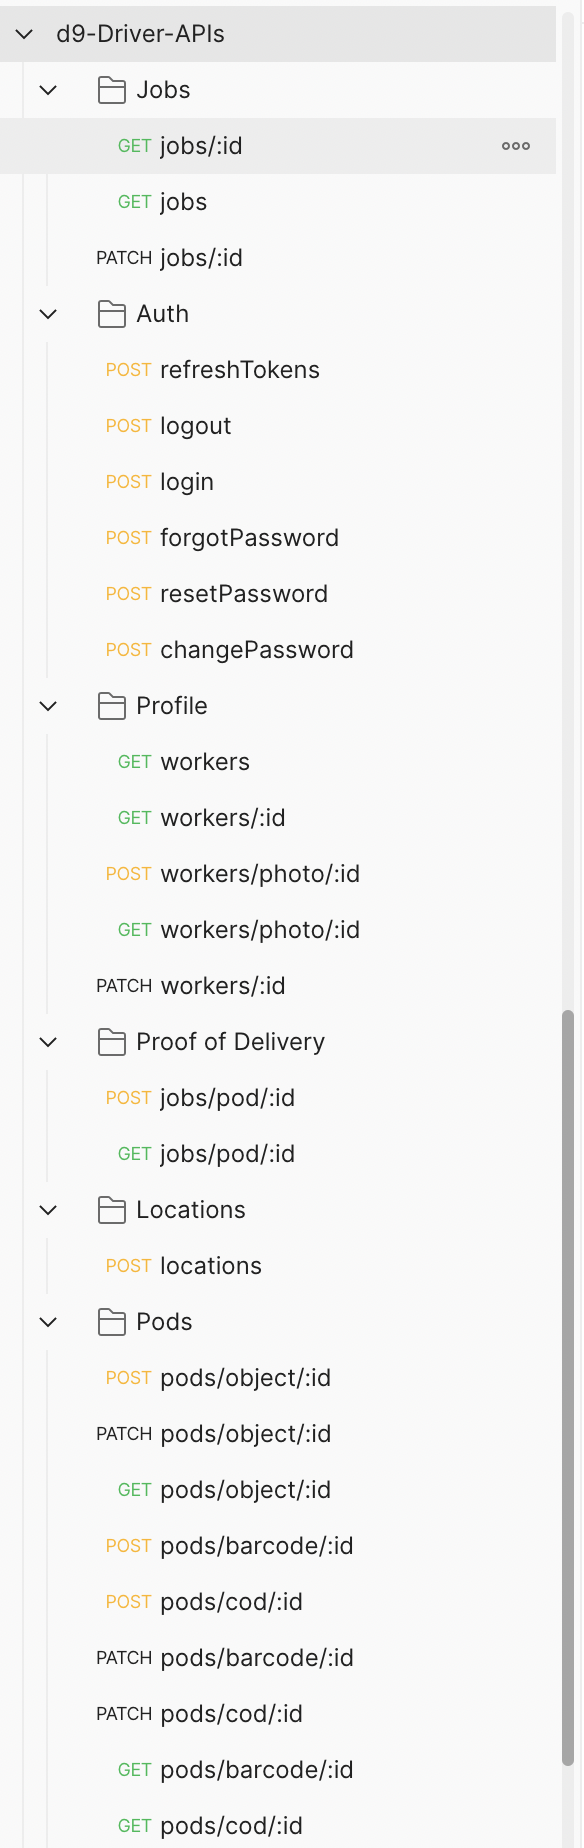 d9-Driver-APIs
Jobs
GET jobs/:id
GET jobs
PATCH jobs/:id
Auth
POST refreshTokens
POST logout
POST login
POST forgotPassword
POST resetPassword
POST changePassword
Profile
GET workers
GET workers/:id
POST workers/photo/:id
GET workers/photo/:id
PATCH workers/:id
Proof of Delivery
POST jobs/pod/:id
GET jobs/pod/:id
Locations
POST locations
Pods
POST pods/object/:id
PATCH pods/object/:id
GET pods/object/:id
POST pods/barcode/:id
POST pods/cod/:id
PATCH pods/barcode/:id
PATCH pods/cod/:id
GET pods/barcode/:id
GET pods/cod/:id